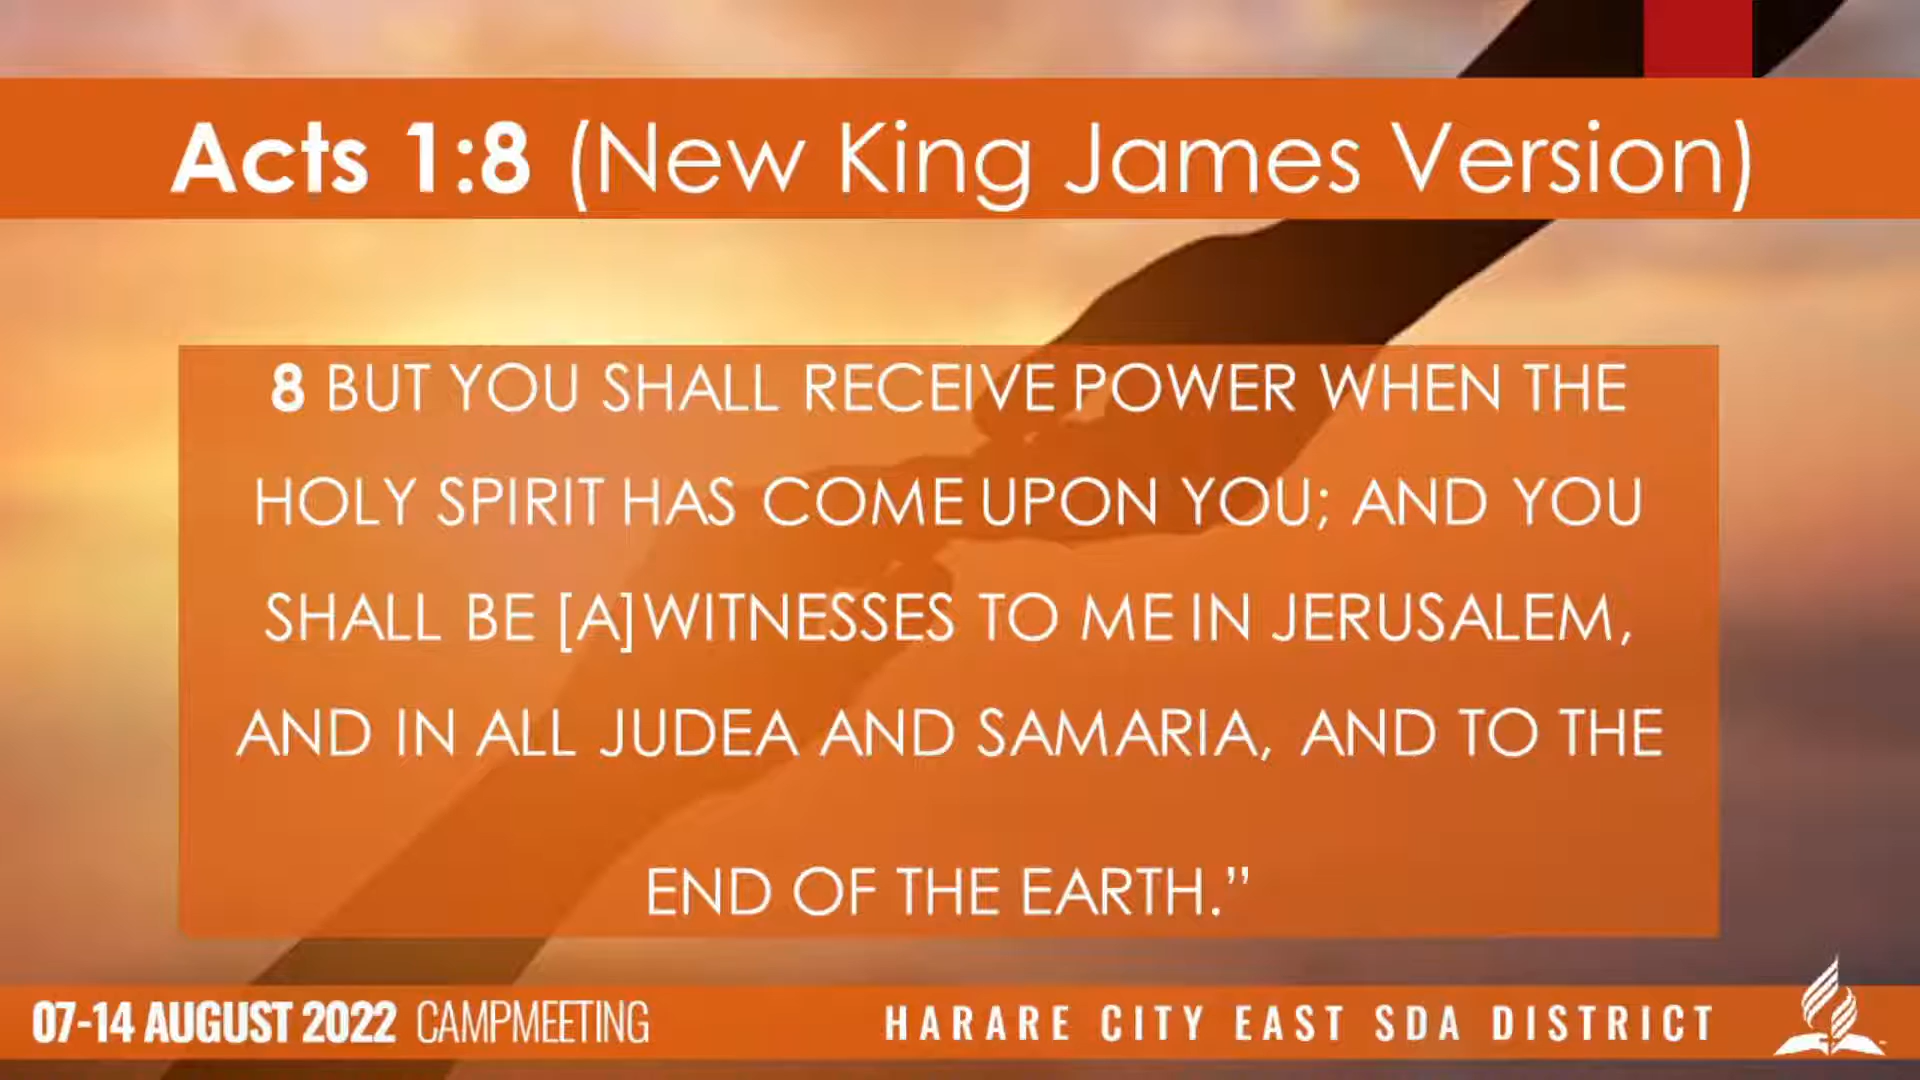 Acts 1:8 (New King James Version)
8 BUT YOU SHALL RECEIVE POWER WHEN THE
HOLY SPIRIT HAS COME UPON YOU; AND YOU
SHALL BE [A]WITNESSES TO ME IN JERUSALEM,
AND IN ALL JUDEA AND SAMARIA, AND TO THE
END OF THE EARTH.”
07-14 AUGUST 2022 CAMPMEETING
HARARE CITY EAST SDA DISTRICT